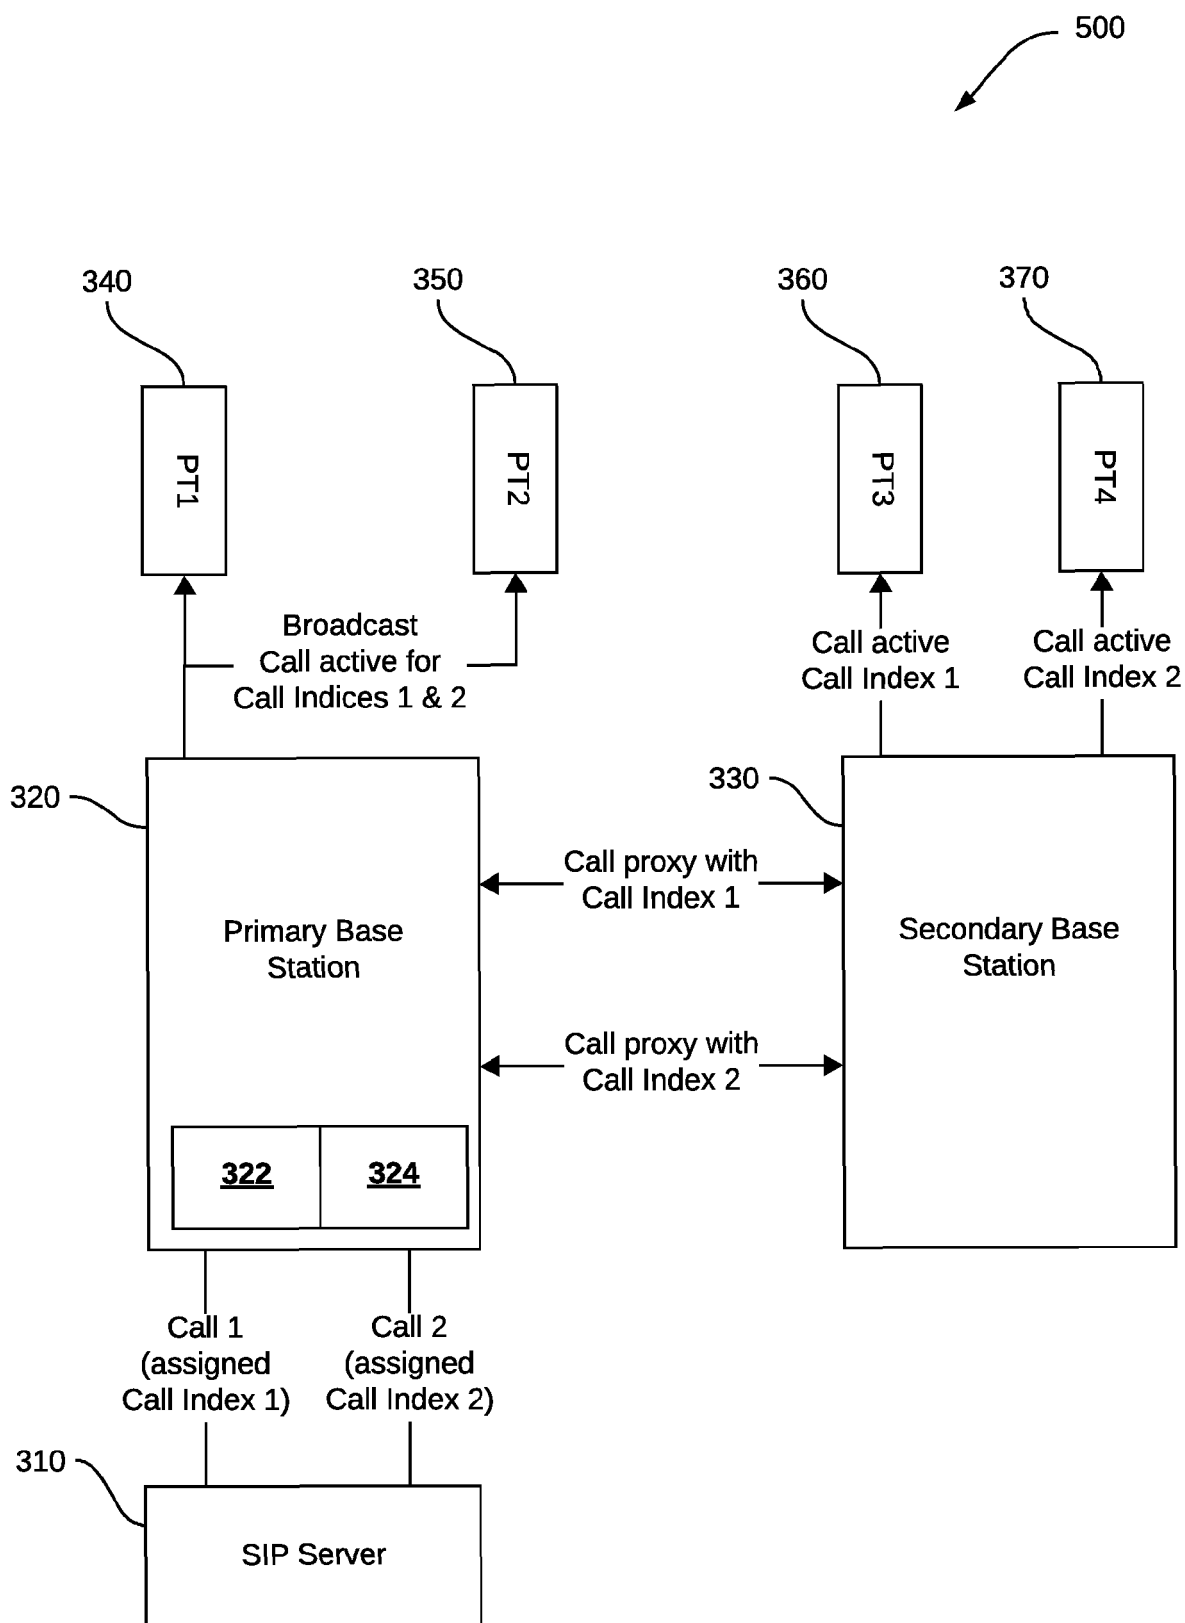 500
340
350
360
370
PT1
PT2
PT3
PT4
Broadcast
Call active for
Call Indices 1 & 2
Call active
Call Index 1
Call active
Call Index 2
320
330
Call proxy with
Call Index 1
Primary Base
Station
Secondary Base
Station
Call proxy with
Call Index 2
322
324
Call 1
(assigned
Call Index 1)
Call 2
(assigned
Call Index 2)
310
SIP Server